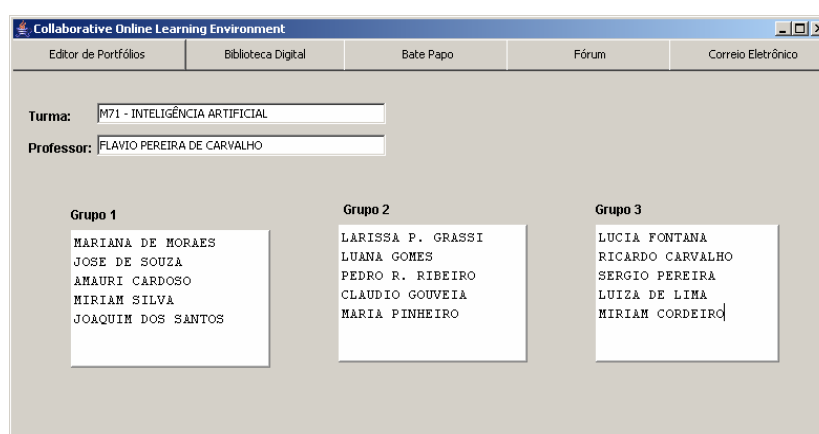 Collaborative Online Learning Environment
Editor de Portfólios Biblioteca Digital Bate Papo Fórum Correio Eletrônico
Turma: M71 - INTELIGÊNCIA ARTIFICIAL
Professor: FLAVIO PEREIRA DE CARVALHO
Grupo 1
MARIANA DE MORAES
JOSE DE SOUZA
AMAURI CARDOSO
MIRIAM SILVA
JOAQUIM DOS SANTOS
Grupo 2
LARISSA P. GRASSI
LUANA GOMES
PEDRO R. RIBEIRO
CLAUDIO GOUVEIA
MARIA PINHEIRO
Grupo 3
LUCIA FONTANA
RICARDO CARVALHO
SERGIO PEREIRA
LUIZA DE LIMA
MIRIAM CORDEIRO